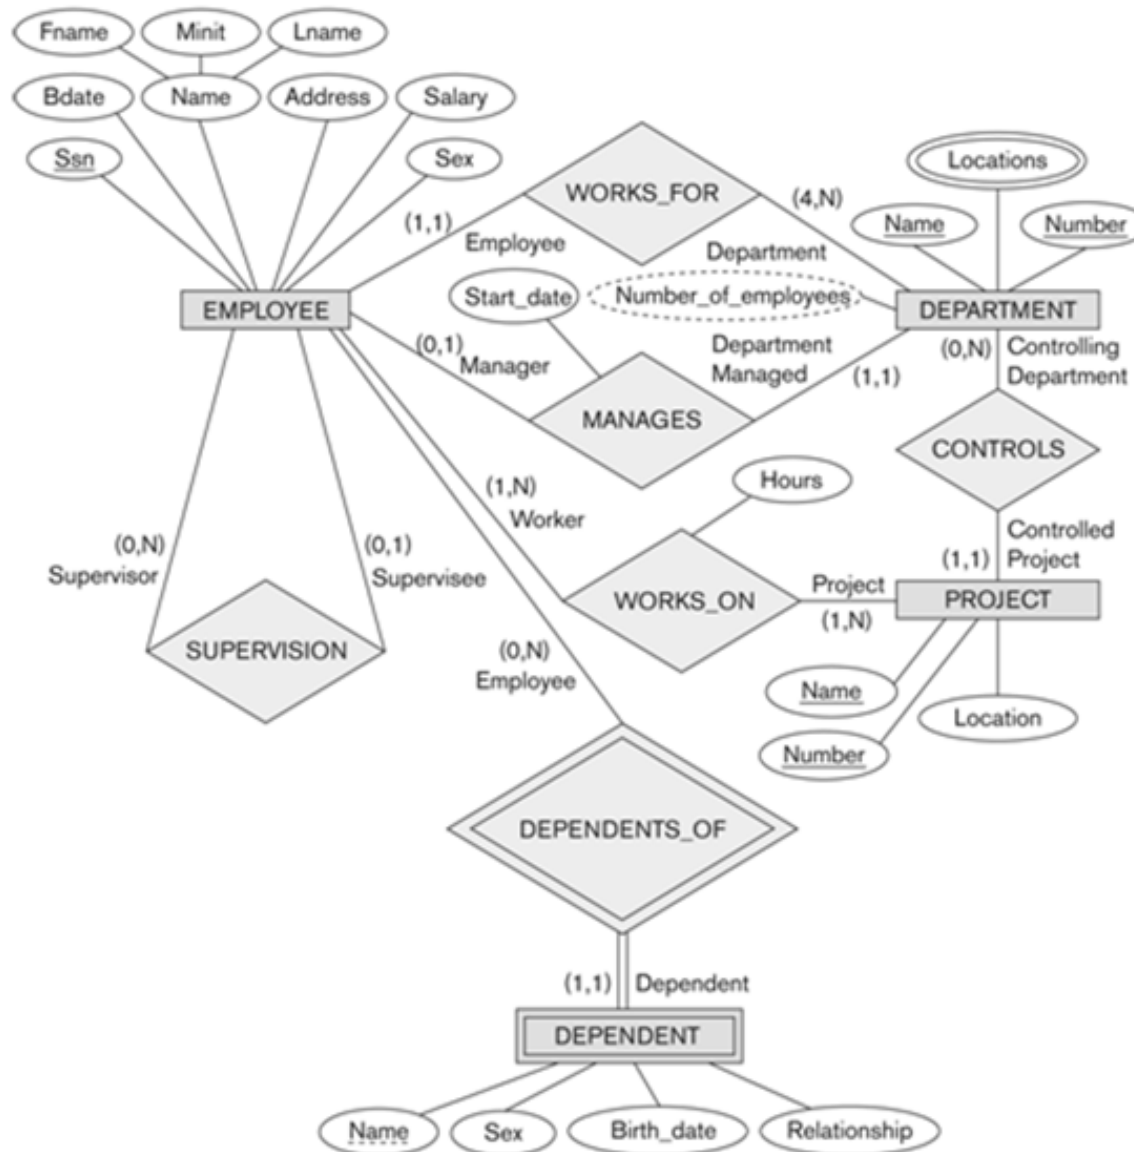 Fname
Minit
Lname
Bdate
Name
Address
Salary
Ssn
Sex
WORKS_FOR
Locations
(1,1)
Employee
(4,N)
Department
Name
Number
Start_date
Number_of_employees
EMPLOYEE
DEPARTMENT
(0,1)
Manager
Department
Managed
(1,1)
(0,N)
Controlling
Department
MANAGES
CONTROLS
Hours
(1,N)
Worker
(0,N)
Supervisor
(0,1)
Supervisee
Controlled
Project
(1,1)
WORKS_ON
Project
(1,N)
PROJECT
SUPERVISION
(0,N)
Employee
Name
Location
Number
DEPENDENTS_OF
(1,1)
Dependent
DEPENDENT
Name
Sex
Birth_date
Relationship